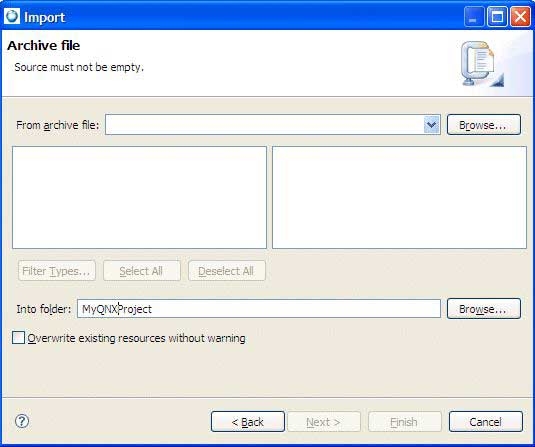 Import
Archive file
Source must not be empty.
From archive file:
Browse...
Filter Types...
Select All
Deselect All
Into folder:
MyQNXProject
Browse...
Overwrite existing resources without warning
?
< Back
Next >
Finish
Cancel